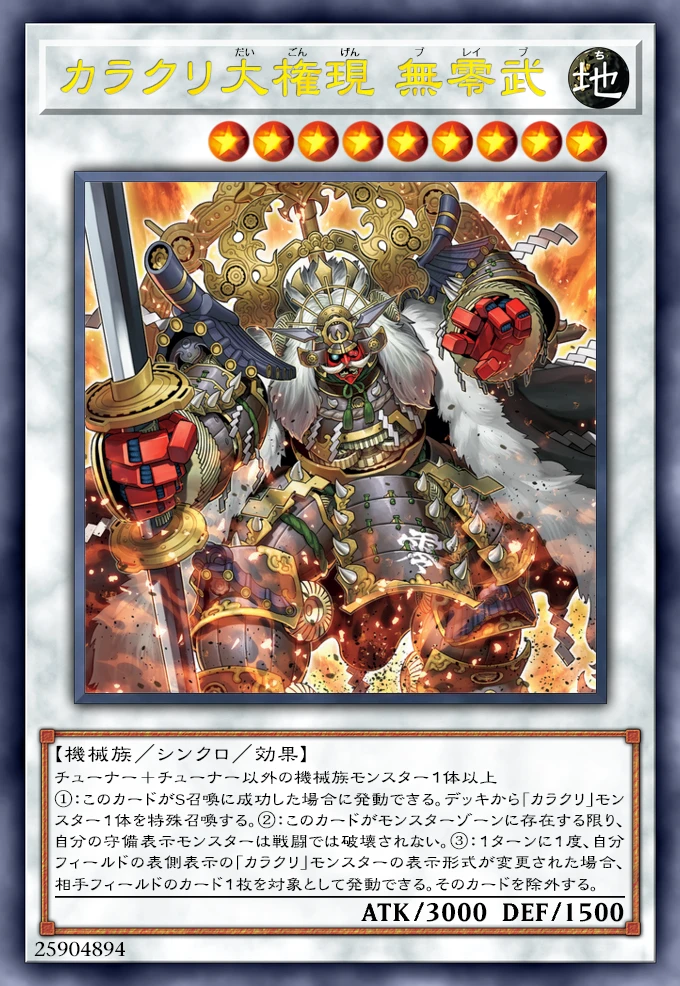 だい ごん げん ブ レイ ブ
カラクリ大権現 無零武
ち
地
零
【機械族／シンクロ／効果】
チューナー＋チューナー以外の機械族モンスター1体以上
①：このカードがS召喚に成功した場合に発動できる。デッキから「カラクリ」モン
スター1体を特殊召喚する。②：このカードがモンスターゾーンに存在する限り、
自分の守備表示モンスターは戦闘では破壊されない。③：1ターンに1度、自分
フィールドの表側表示の「カラクリ」モンスターの表示形式が変更された場合、
相手フィールドのカード1枚を対象として発動できる。そのカードを除外する。
ATK/3000 DEF/1500
25904894